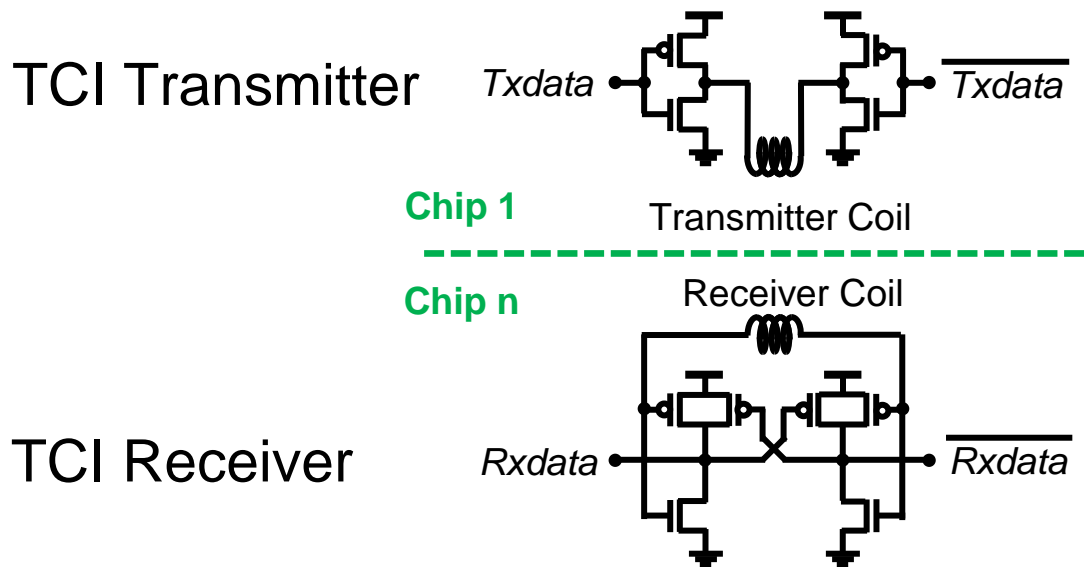 TCI Transmitter
Txdata
Txdata
Chip 1
Transmitter Coil
Chip n
Receiver Coil
TCI Receiver
Rxdata
Rxdata